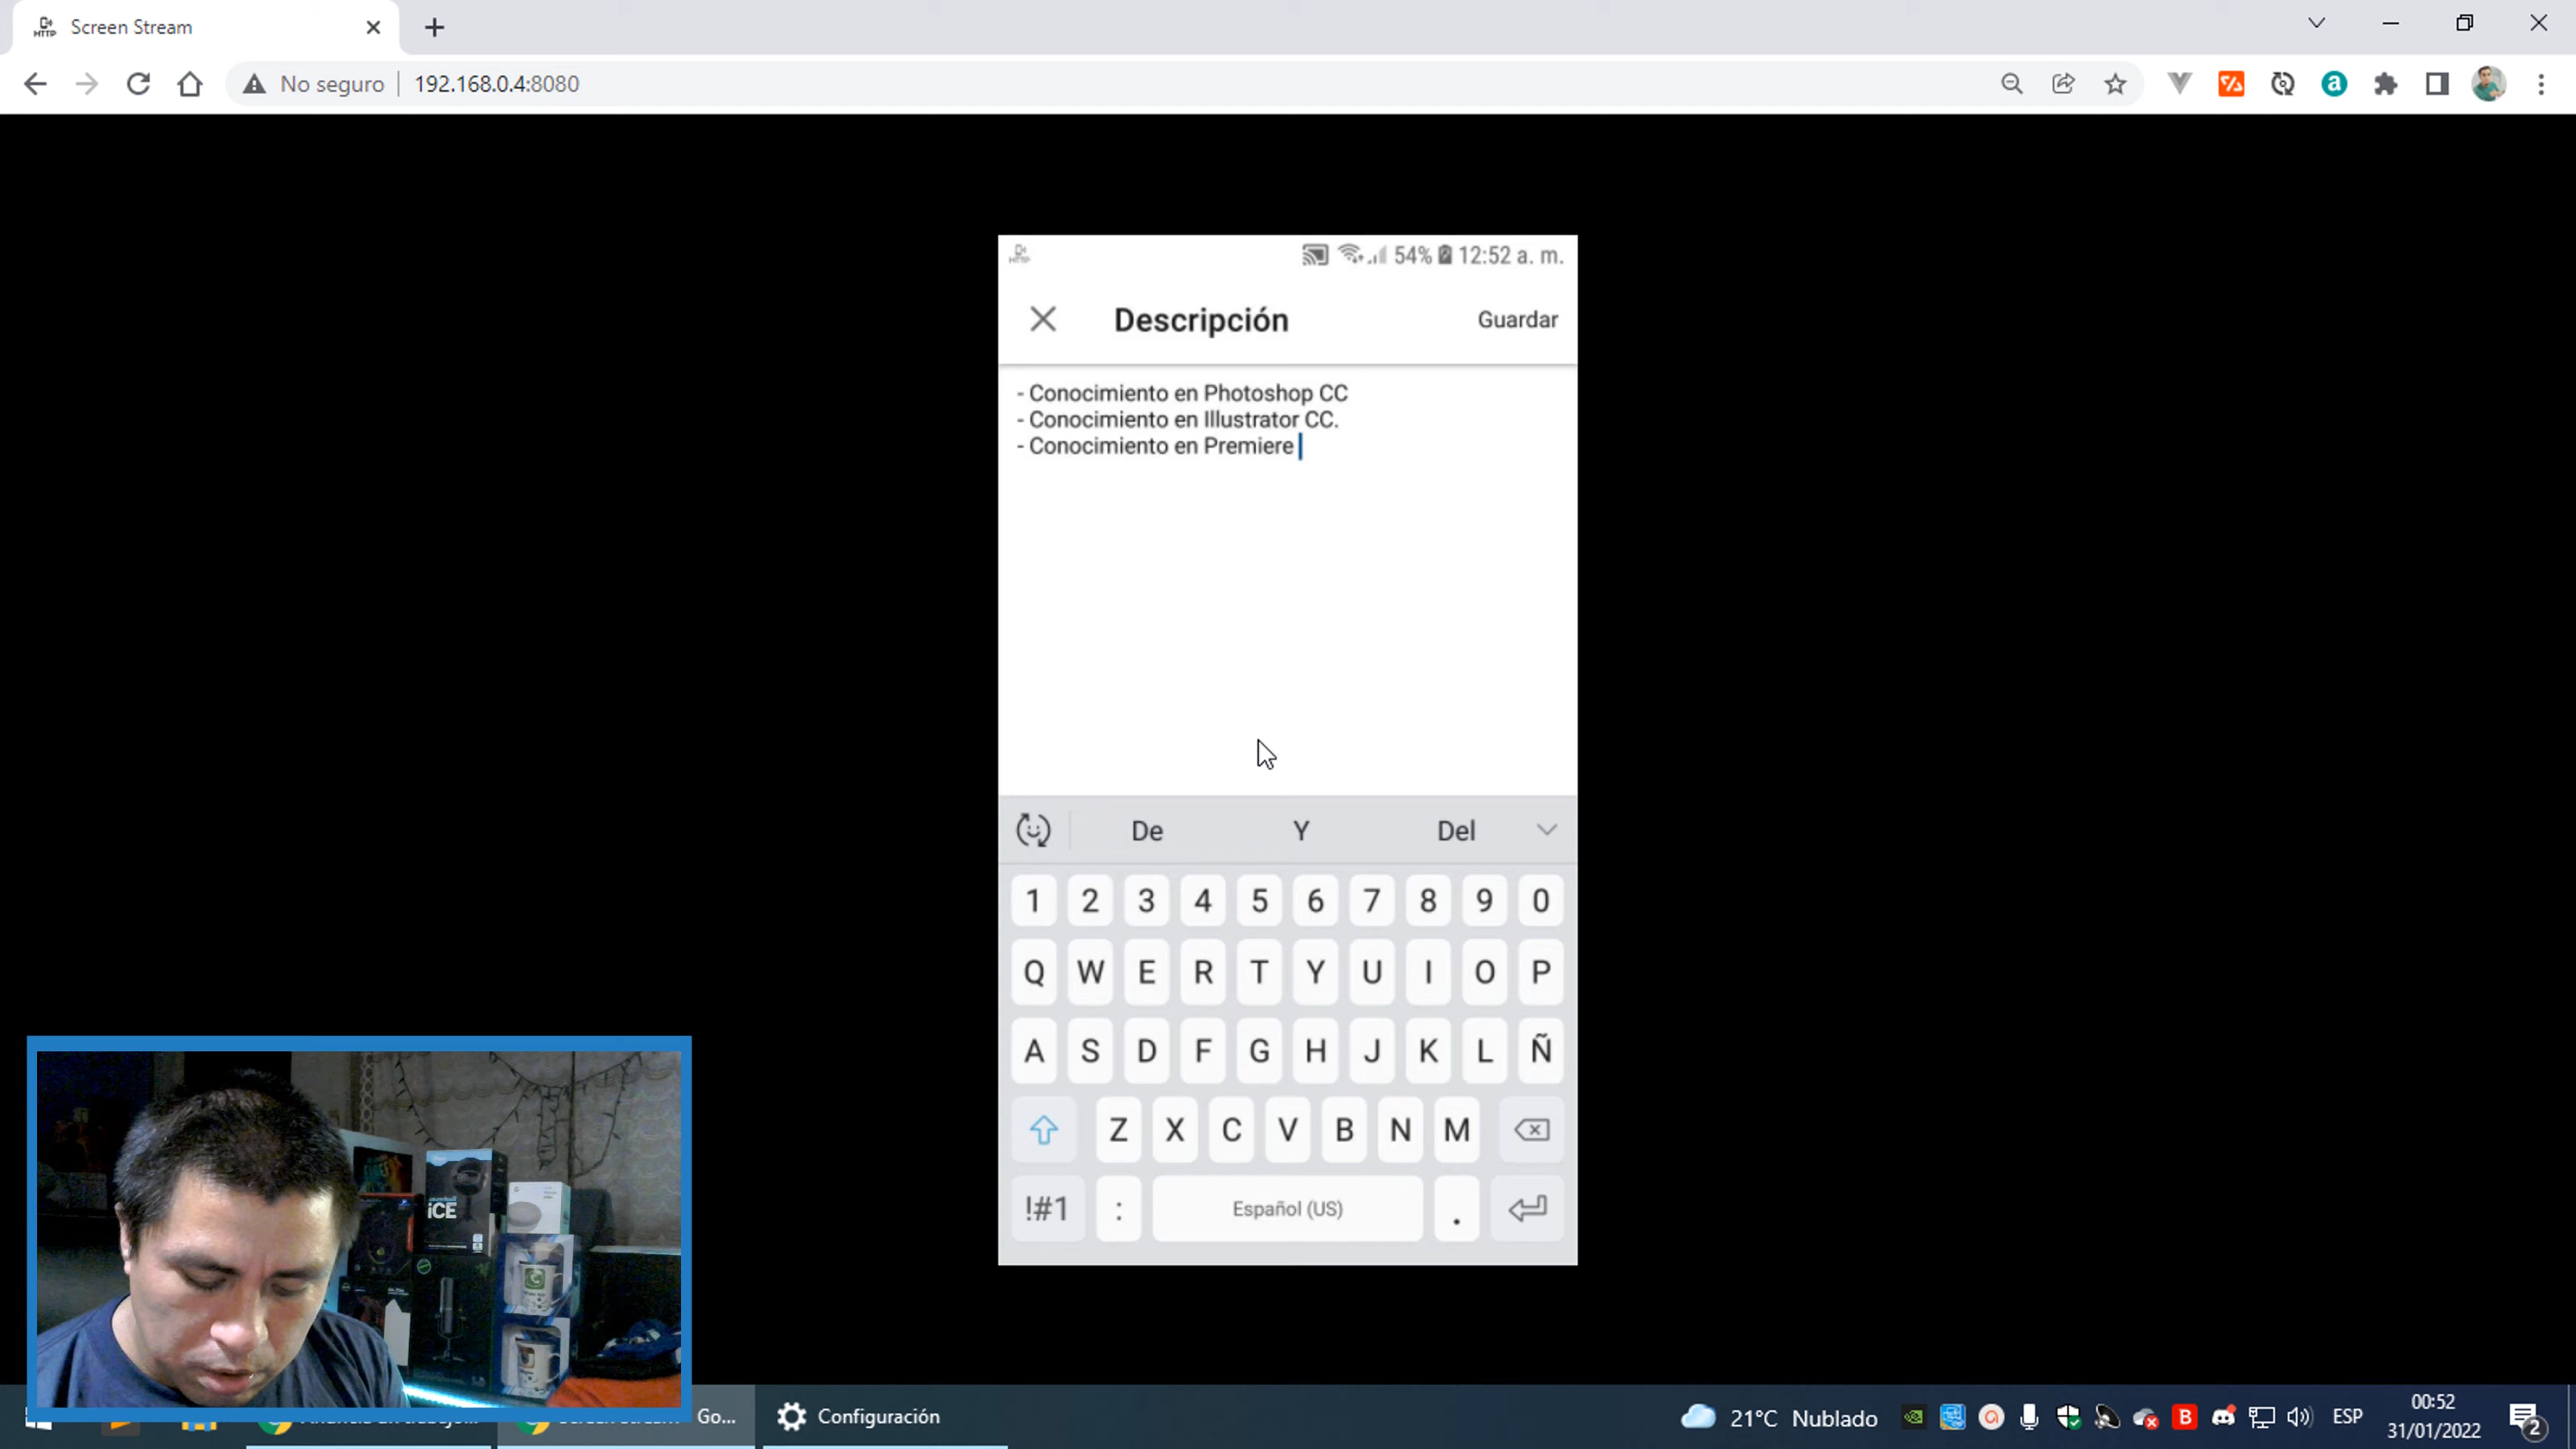 Screen Stream
No seguro 192.168.0.4:8080
HTTP 54% 12:52 a. m.
Descripción Guardar
- Conocimiento en Photoshop CC
- Conocimiento en Illustrator CC.
- Conocimiento en Premiere
De Y Del
1 2 3 4 5 6 7 8 9 0
Q W E R T Y U I O P
A S D F G H J K L Ñ
Z X C V B N M
!#1 : Español (US) .
iCE
Go... Configuración
21°C Nublado ESP
00:52
31/01/2022
2